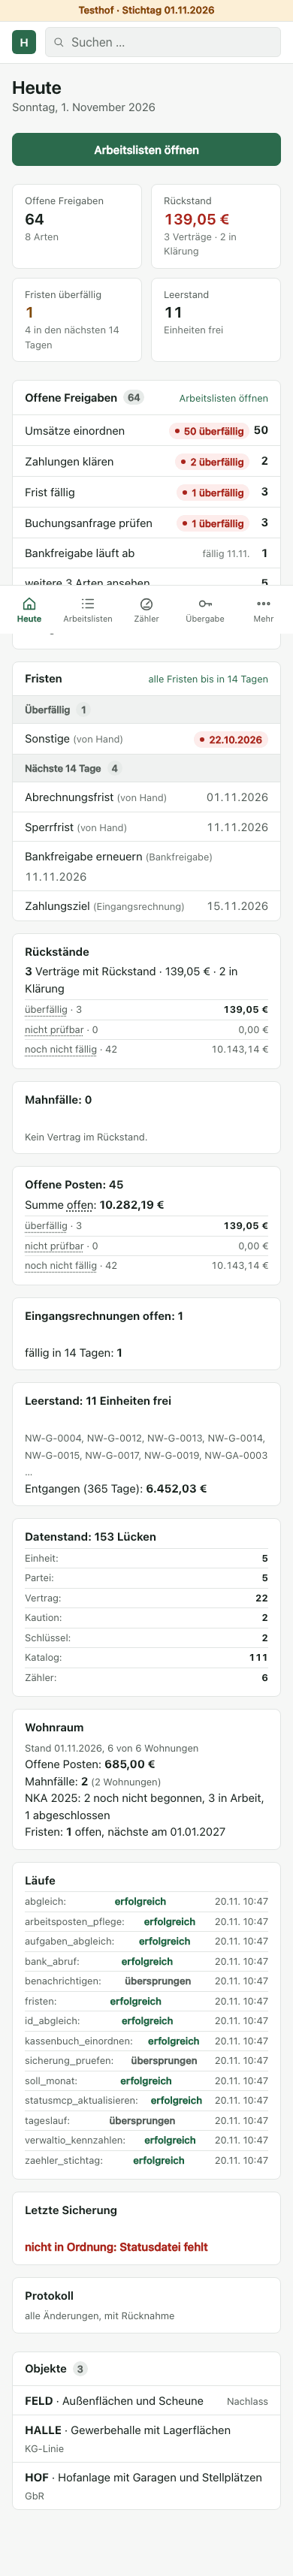 Testhof · Stichtag 01.11.2026
H
Suchen ...
Heute
Sonntag, 1. November 2026
Arbeitslisten öffnen
Offene Freigaben
64
8 Arten
Rückstand
139,05 €
3 Verträge · 2 in
Klärung
Fristen überfällig
1
4 in den nächsten 14
Tagen
Leerstand
11
Einheiten frei
Offene Freigaben 64 Arbeitslisten öffnen
Umsätze einordnen 50 überfällig 50
Zahlungen klären 2 überfällig 2
Frist fällig 1 überfällig 3
Buchungsanfrage prüfen 1 überfällig 3
Bankfreigabe läuft ab fällig 11.11. 1
weitere 3 Arten ansehen 5
Heute Arbeitslisten Zähler Übergabe Mehr
Fristen alle Fristen bis in 14 Tagen
Überfällig 1
Sonstige (von Hand) 22.10.2026
Nächste 14 Tage 4
Abrechnungsfrist (von Hand) 01.11.2026
Sperrfrist (von Hand) 11.11.2026
Bankfreigabe erneuern (Bankfreigabe)
11.11.2026
Zahlungsziel (Eingangsrechnung) 15.11.2026
Rückstände
3 Verträge mit Rückstand · 139,05 € · 2 in
Klärung
überfällig · 3 139,05 €
nicht prüfbar · 0 0,00 €
noch nicht fällig · 42 10.143,14 €
Mahnfälle: 0
Kein Vertrag im Rückstand.
Offene Posten: 45
Summe offen: 10.282,19 €
überfällig · 3 139,05 €
nicht prüfbar · 0 0,00 €
noch nicht fällig · 42 10.143,14 €
Eingangsrechnungen offen: 1
fällig in 14 Tagen: 1
Leerstand: 11 Einheiten frei
NW-G-0004, NW-G-0012, NW-G-0013, NW-G-0014,
NW-G-0015, NW-G-0017, NW-G-0019, NW-GA-0003
...
Entgangen (365 Tage): 6.452,03 €
Datenstand: 153 Lücken
Einheit: 5
Partei: 5
Vertrag: 22
Kaution: 2
Schlüssel: 2
Katalog: 111
Zähler: 6
Wohnraum
Stand 01.11.2026, 6 von 6 Wohnungen
Offene Posten: 685,00 €
Mahnfälle: 2 (2 Wohnungen)
NKA 2025: 2 noch nicht begonnen, 3 in Arbeit,
1 abgeschlossen
Fristen: 1 offen, nächste am 01.01.2027
Läufe
abgleich: erfolgreich 20.11. 10:47
arbeitsposten_pflege: erfolgreich 20.11. 10:47
aufgaben_abgleich: erfolgreich 20.11. 10:47
bank_abruf: erfolgreich 20.11. 10:47
benachrichtigen: übersprungen 20.11. 10:47
fristen: erfolgreich 20.11. 10:47
id_abgleich: erfolgreich 20.11. 10:47
kassenbuch_einordnen: erfolgreich 20.11. 10:47
sicherung_pruefen: übersprungen 20.11. 10:47
soll_monat: erfolgreich 20.11. 10:47
statusmcp_aktualisieren: erfolgreich 20.11. 10:47
tageslauf: übersprungen 20.11. 10:47
verwaltio_kennzahlen: erfolgreich 20.11. 10:47
zaehler_stichtag: erfolgreich 20.11. 10:47
Letzte Sicherung
nicht in Ordnung: Statusdatei fehlt
Protokoll
alle Änderungen, mit Rücknahme
Objekte 3
FELD · Außenflächen und Scheune Nachlass
HALLE · Gewerbehalle mit Lagerflächen
KG-Linie
HOF · Hofanlage mit Garagen und Stellplätzen
GbR